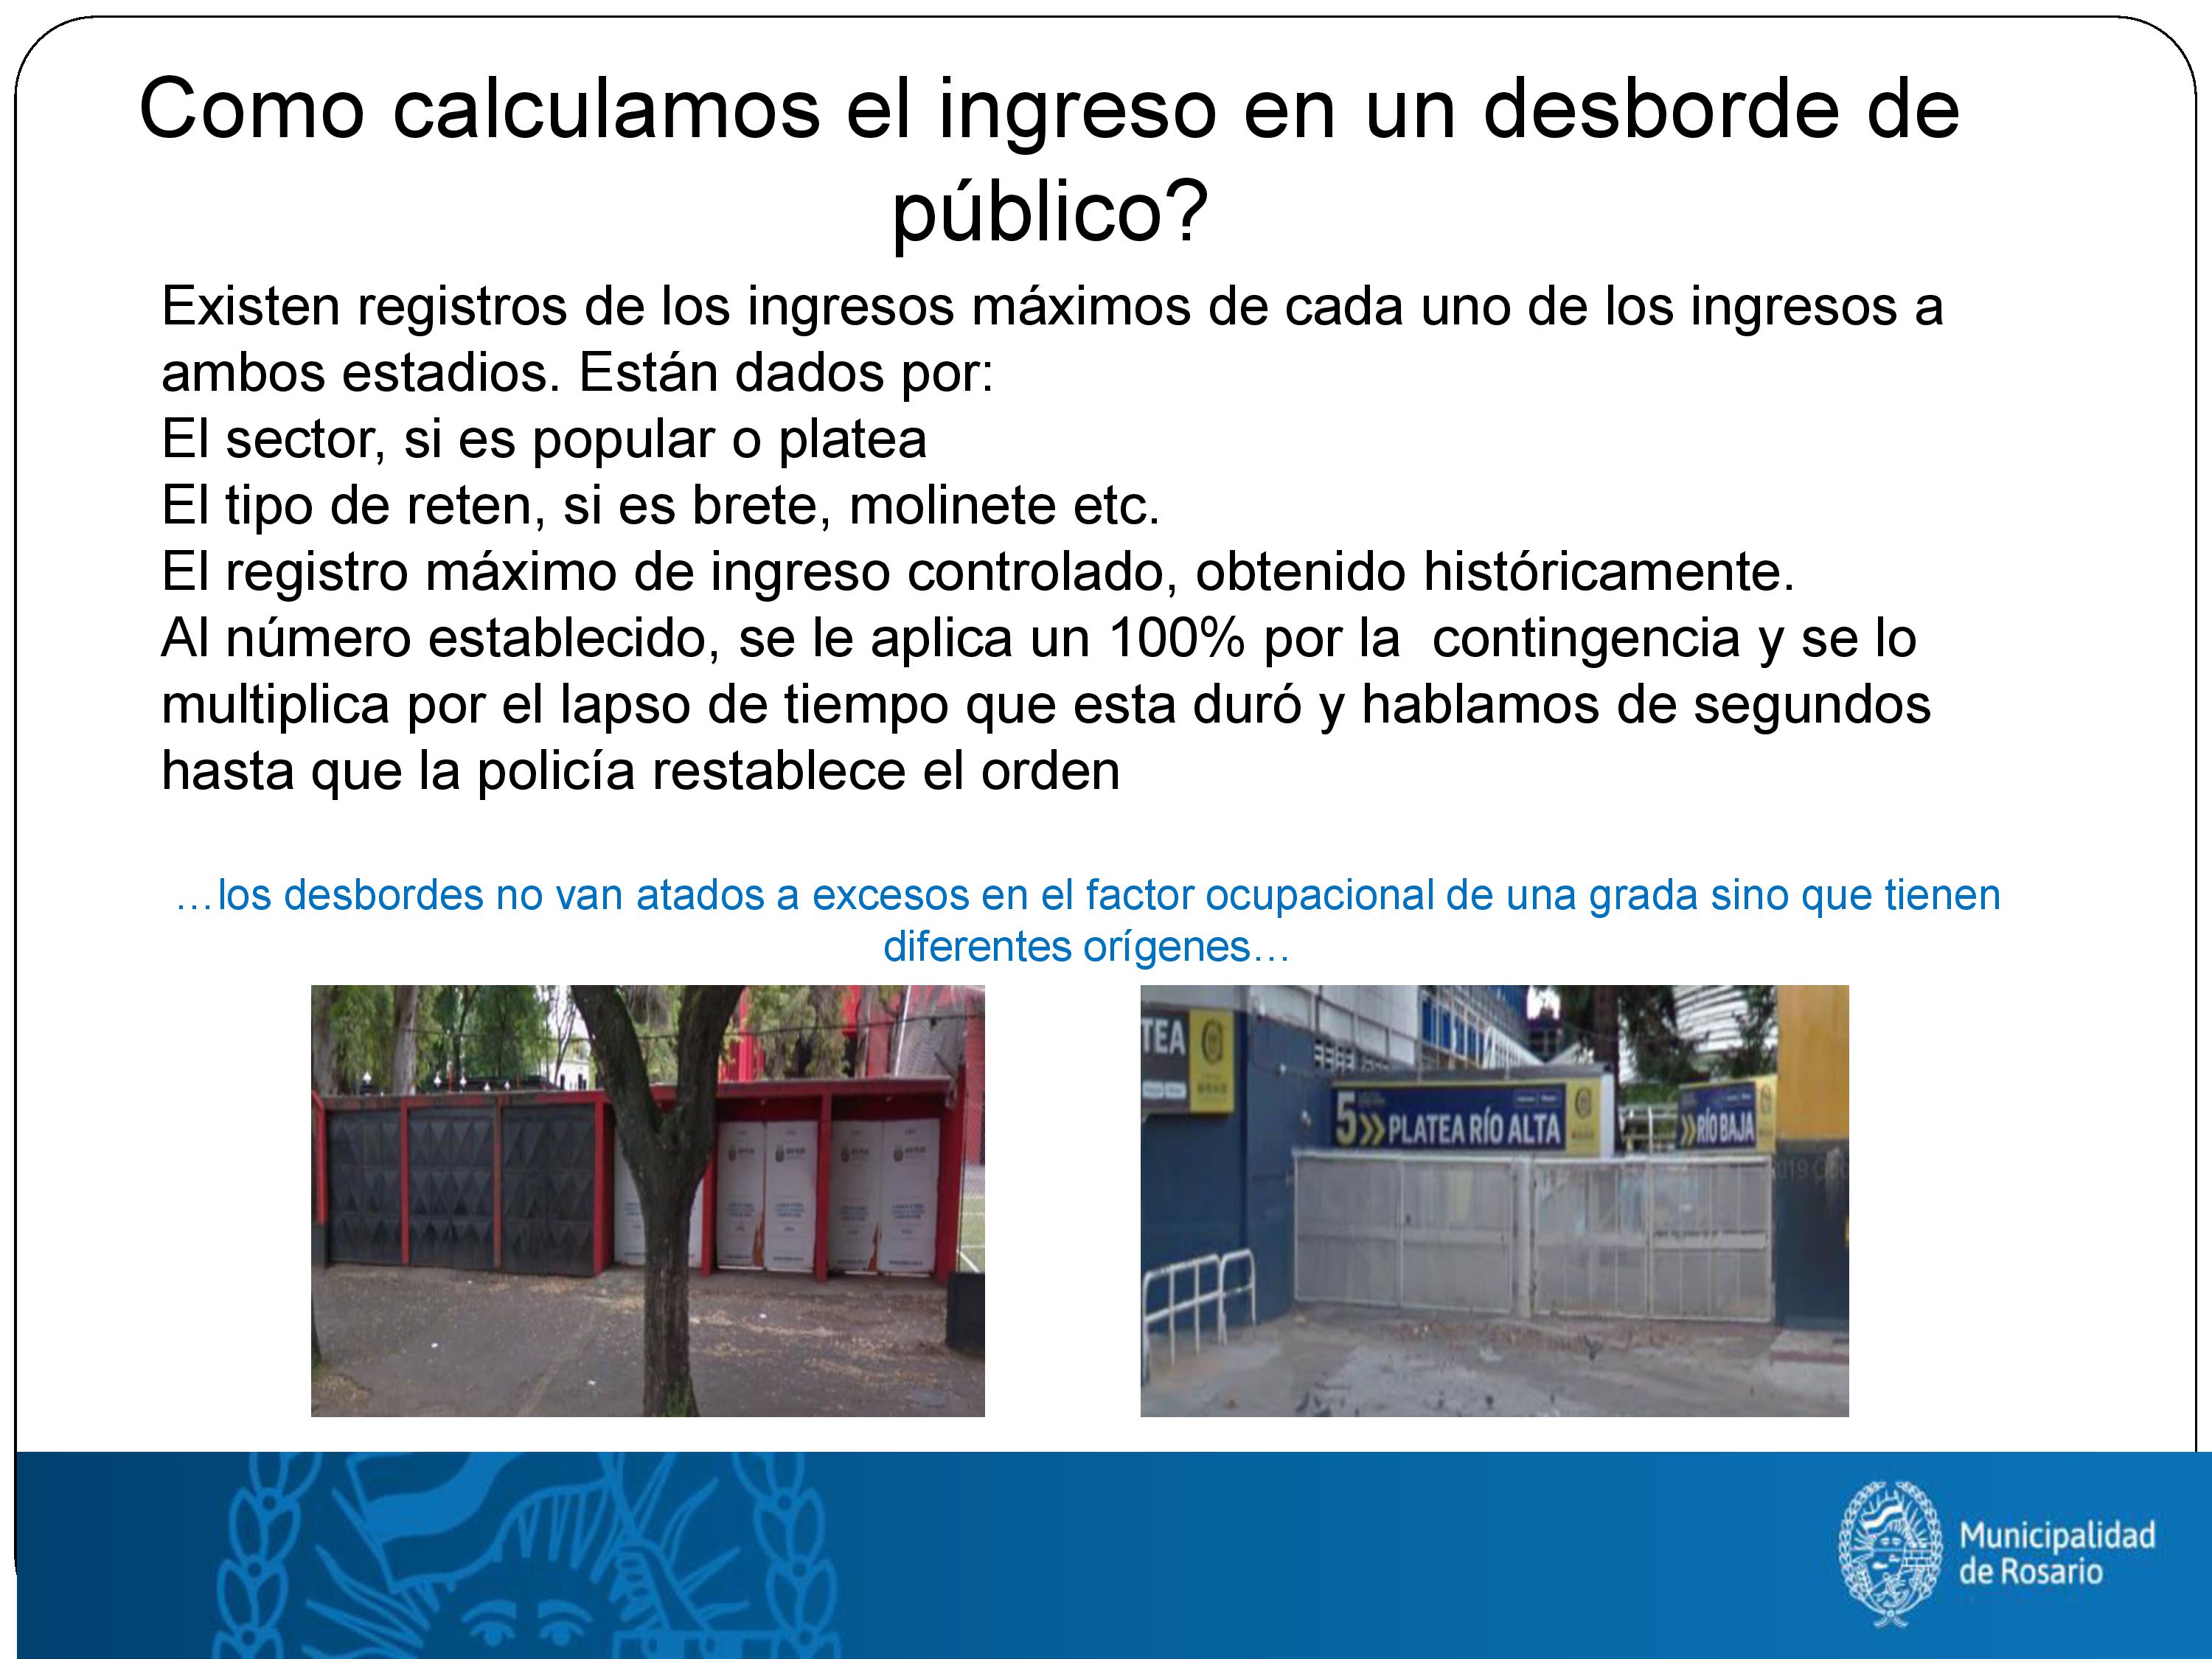 Como calculamos el ingreso en un desborde de
público?
Existen registros de los ingresos máximos de cada uno de los ingresos a
ambos estadios. Están dados por:
El sector, si es popular o platea
El tipo de reten, si es brete, molinete etc.
El registro máximo de ingreso controlado, obtenido históricamente.
Al número establecido, se le aplica un 100% por la  contingencia y se lo
multiplica por el lapso de tiempo que esta duró y hablamos de segundos
hasta que la policía restablece el orden
…los desbordes no van atados a excesos en el factor ocupacional de una grada sino que tienen
diferentes orígenes…
TEA
5 >> PLATEA RÍO ALTA
>> RÍO BAJA
Municipalidad
de Rosario